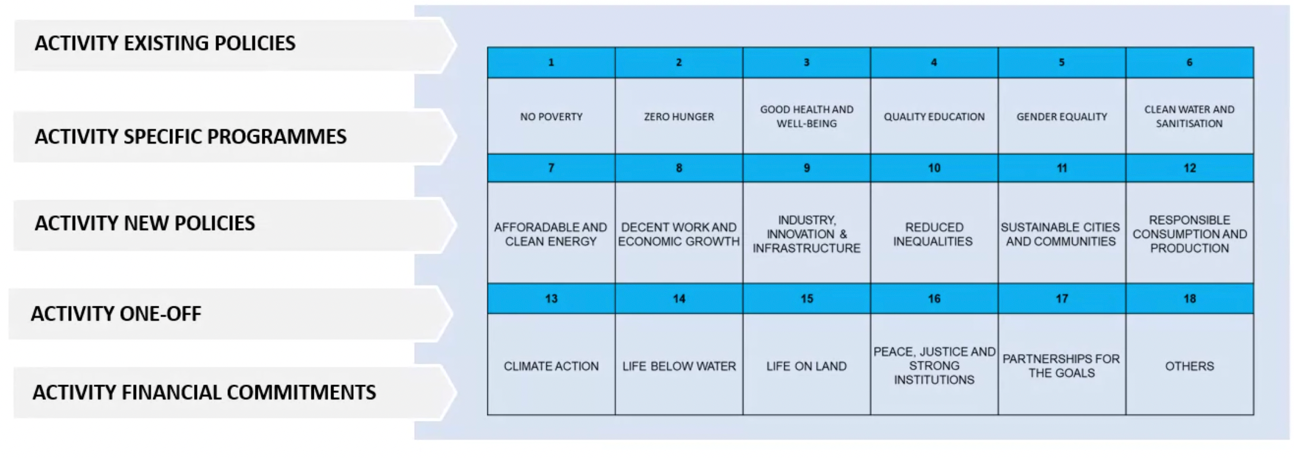 ACTIVITY EXISTING POLICIES
ACTIVITY SPECIFIC PROGRAMMES
ACTIVITY NEW POLICIES
ACTIVITY ONE-OFF
ACTIVITY FINANCIAL COMMITMENTS
1 2 3 4 5 6
NO POVERTY
ZERO HUNGER
GOOD HEALTH AND
WELL-BEING
QUALITY EDUCATION
GENDER EQUALITY
CLEAN WATER AND
SANITISATION
7 8 9 10 11 12
AFFORADABLE AND
CLEAN ENERGY
DECENT WORK AND
ECONOMIC GROWTH
INDUSTRY,
INNOVATION &
INFRASTRUCTURE
REDUCED
INEQUALITIES
SUSTAINABLE CITIES
AND COMMUNITIES
RESPONSIBLE
CONSUMPTION AND
PRODUCTION
13 14 15 16 17 18
CLIMATE ACTION
LIFE BELOW WATER
LIFE ON LAND
PEACE, JUSTICE AND
STRONG
INSTITUTIONS
PARTNERSHIPS FOR
THE GOALS
OTHERS